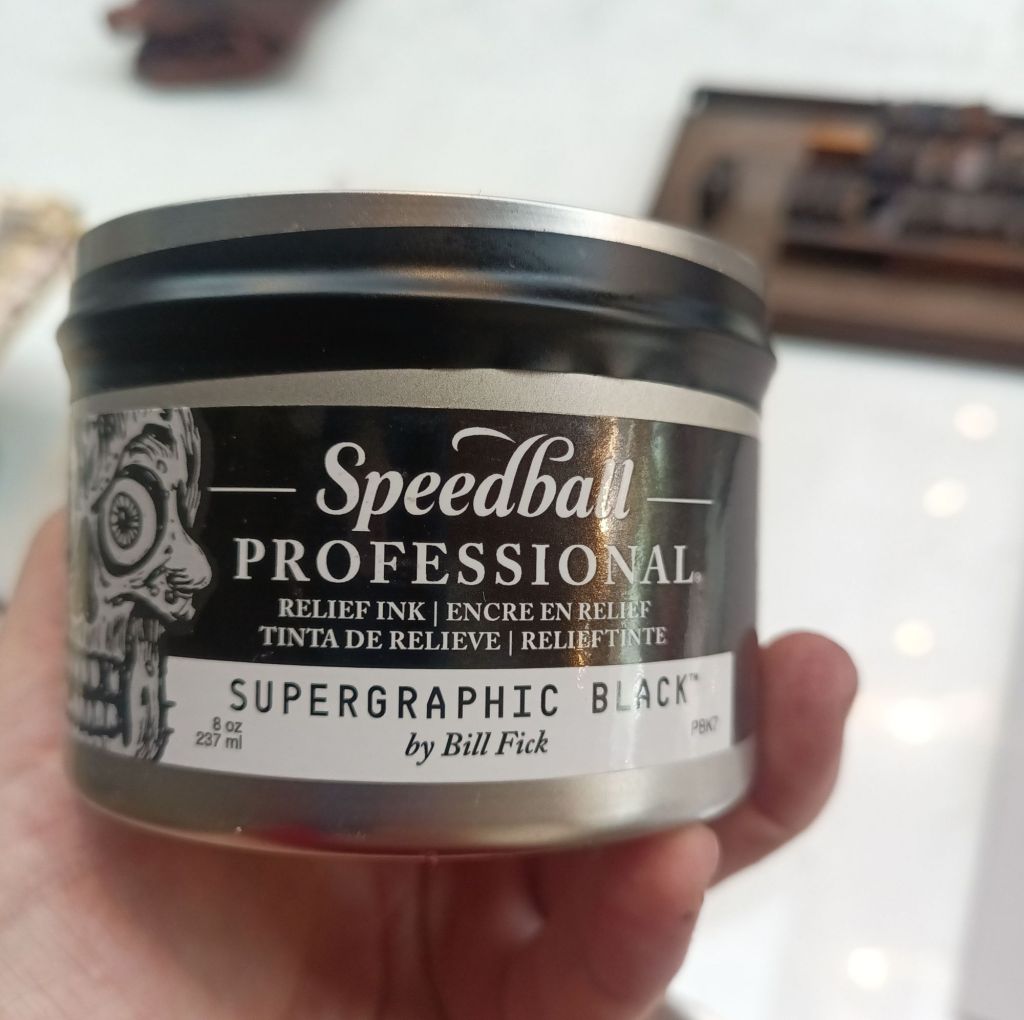 Speedball
PROFESSIONAL®
RELIEF INK | ENCRE EN RELIEF
TINTA DE RELIEVE | RELIEFTINTE
SUPERGRAPHIC BLACK™
8 oz
237 ml
by Bill Fick
PBK7